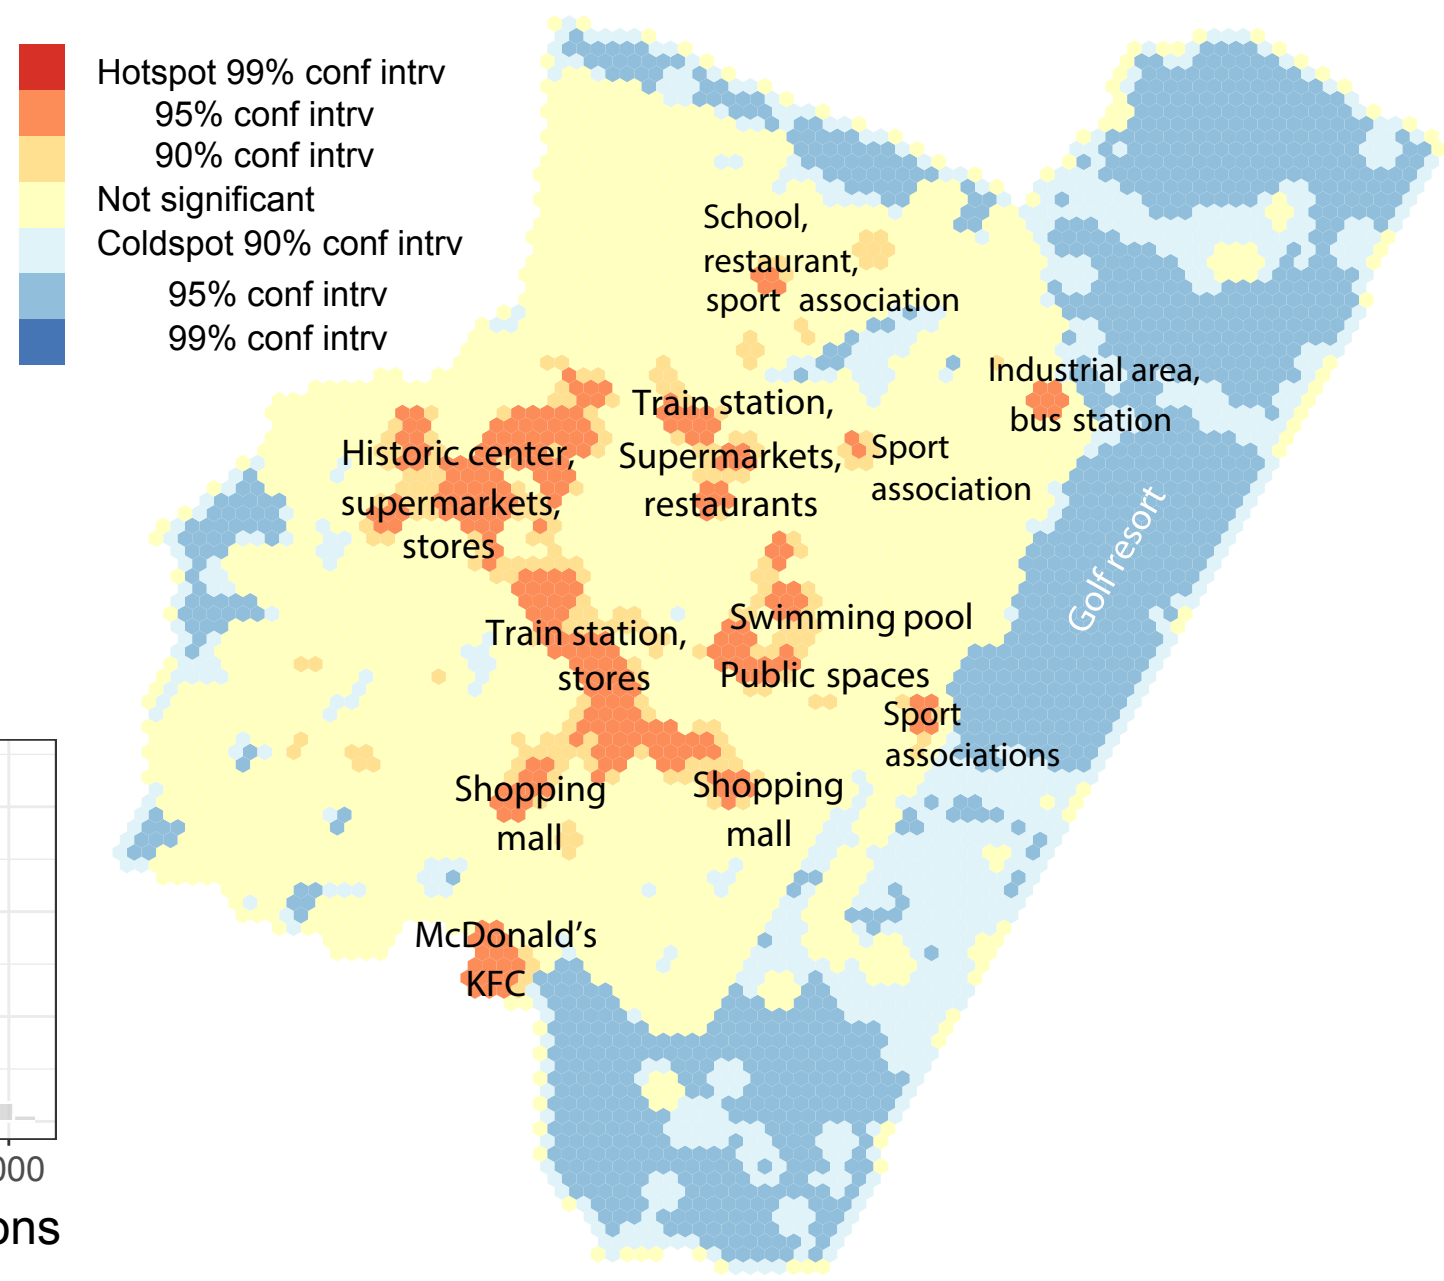 Hotspot 99% conf intrv
95% conf intrv
90% conf intrv
Not significant
Coldspot 90% conf intrv
95% conf intrv
99% conf intrv
School,
restaurant,
sport association
Industrial area,
bus station
Train station,
Supermarkets,
restaurants
Sport
association
Historic center,
supermarkets,
stores
Golf resort
Swimming pool
Public spaces
Train station,
stores
Sport
associations
Shopping
mall
Shopping
mall
McDonald's
KFC
000
ons